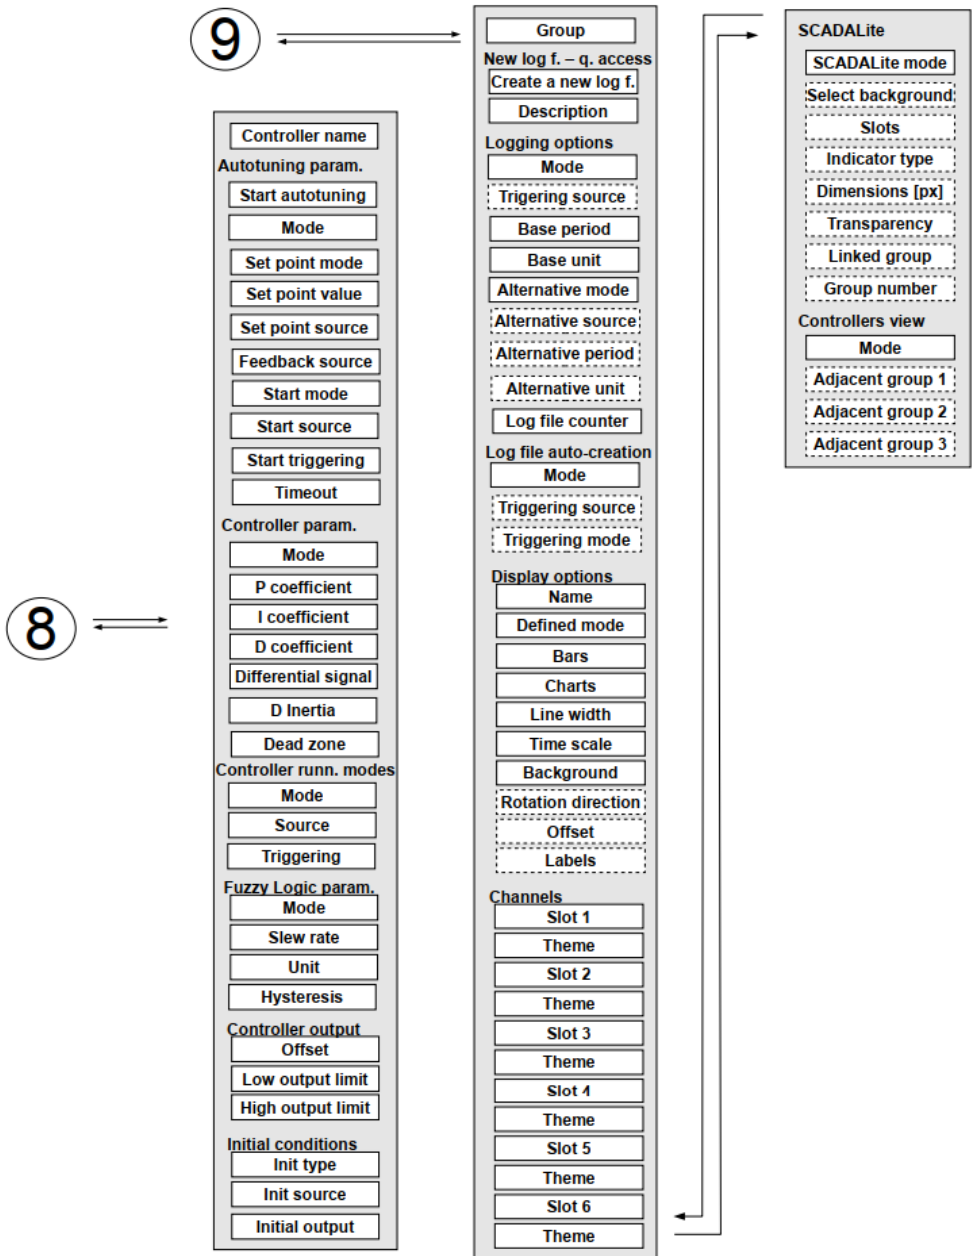 9
Group
New log f. – q. access
Create a new log f.
Description
Logging options
Mode
Trigering source
Base period
Base unit
Alternative mode
Alternative source
Alternative period
Alternative unit
Log file counter
Log file auto-creation
Mode
Triggering source
Triggering mode
Display options
Name
Defined mode
Bars
Charts
Line width
Time scale
Background
Rotation direction
Offset
Labels
Channels
Slot 1
Theme
Slot 2
Theme
Slot 3
Theme
Slot 4
Theme
Slot 5
Theme
Slot 6
Theme
SCADALite
SCADALite mode
Select background
Slots
Indicator type
Dimensions [px]
Transparency
Linked group
Group number
Controllers view
Mode
Adjacent group 1
Adjacent group 2
Adjacent group 3
8
Controller name
Autotuning param.
Start autotuning
Mode
Set point mode
Set point value
Set point source
Feedback source
Start mode
Start source
Start triggering
Timeout
Controller param.
Mode
P coefficient
I coefficient
D coefficient
Differential signal
D Inertia
Dead zone
Controller runn. modes
Mode
Source
Triggering
Fuzzy Logic param.
Mode
Slew rate
Unit
Hysteresis
Controller output
Offset
Low output limit
High output limit
Initial conditions
Init type
Init source
Initial output